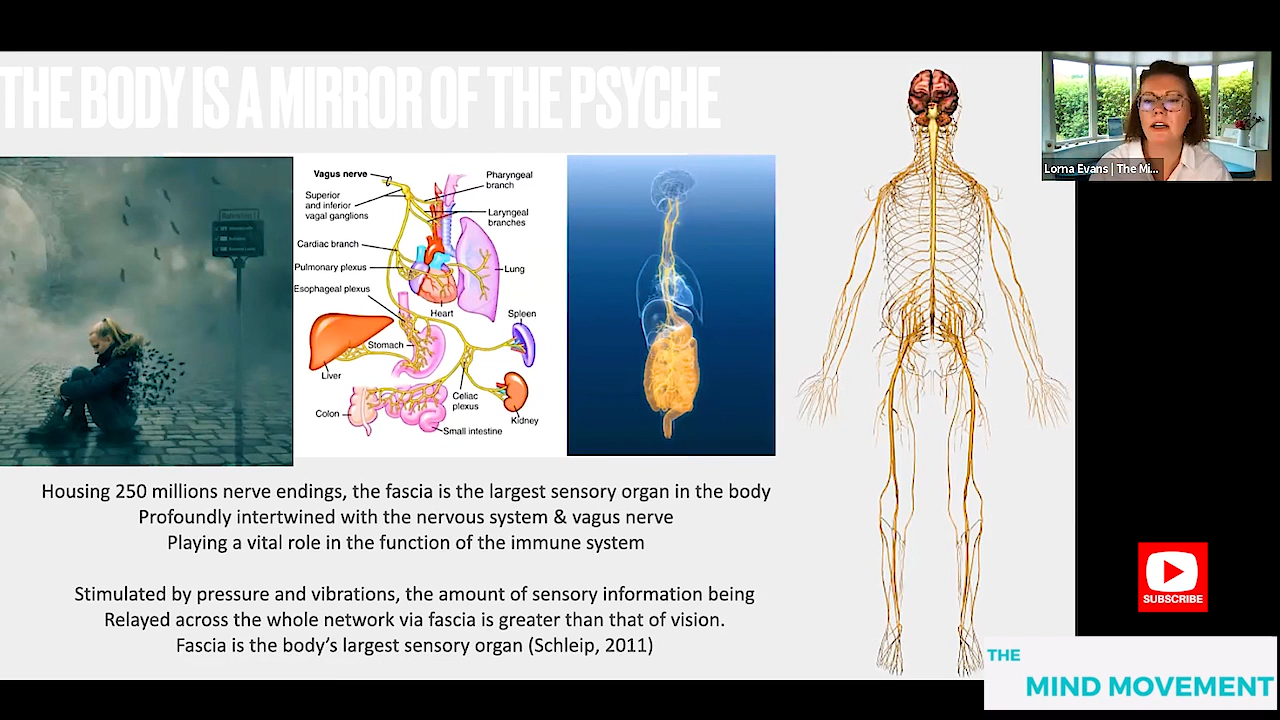 THE BODY IS A MIRROR OF THE PSYCHE
Lorna Evans | The Mi...
Vagus nerve
Superior
and inferior
vagal ganglions
Cardiac branch
Pulmonary plexus
Esophageal plexus
Pharyngeal
branch
Laryngeal
branches
Lung
Heart
Spleen
Stomach
Liver
Celiac
plexus
Colon
Kidney
Small intestine
Housing 250 millions nerve endings, the fascia is the largest sensory organ in the body
Profoundly intertwined with the nervous system & vagus nerve
Playing a vital role in the function of the immune system
Stimulated by pressure and vibrations, the amount of sensory information being
Relayed across the whole network via fascia is greater than that of vision.
Fascia is the body’s largest sensory organ (Schleip, 2011)
SUBSCRIBE
THE
MIND MOVEMENT